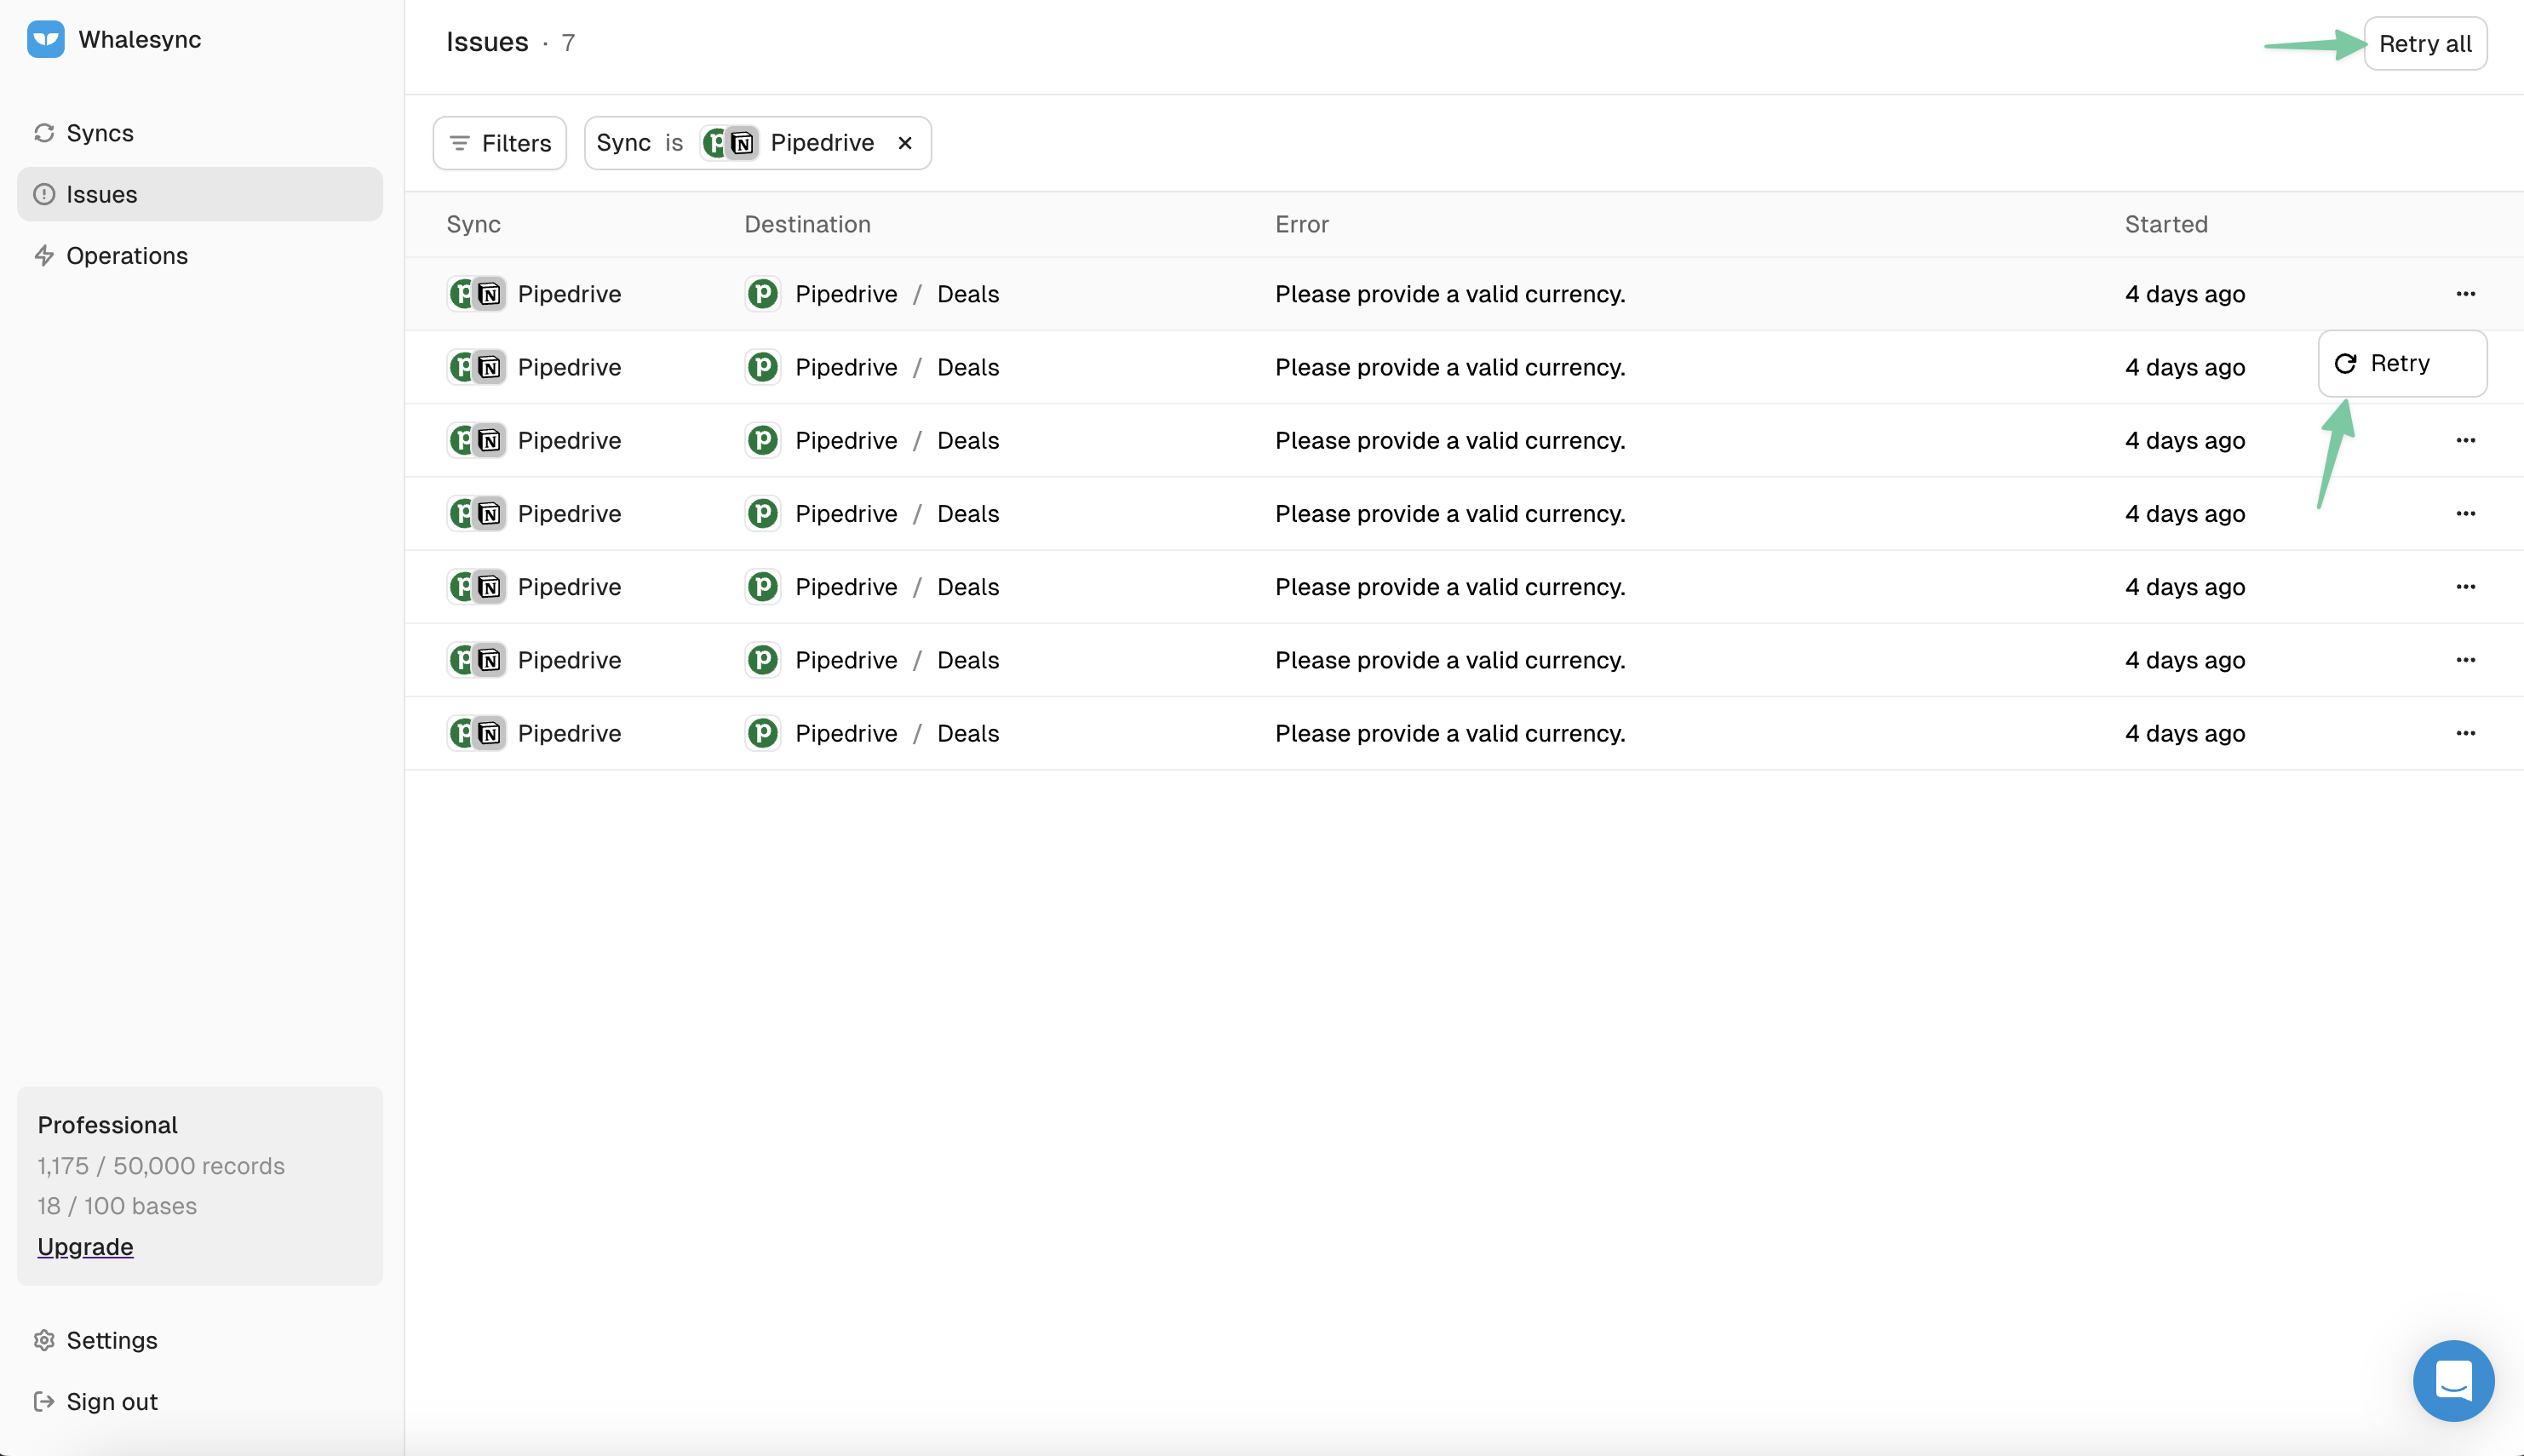 Whalesync
Syncs
Issues
Operations
Issues · 7
Retry all
Filters
Sync is Pipedrive
Sync Destination Error Started
Pipedrive Pipedrive / Deals Please provide a valid currency. 4 days ago
Pipedrive Pipedrive / Deals Please provide a valid currency. 4 days ago
Retry
Pipedrive Pipedrive / Deals Please provide a valid currency. 4 days ago
Pipedrive Pipedrive / Deals Please provide a valid currency. 4 days ago
Pipedrive Pipedrive / Deals Please provide a valid currency. 4 days ago
Pipedrive Pipedrive / Deals Please provide a valid currency. 4 days ago
Pipedrive Pipedrive / Deals Please provide a valid currency. 4 days ago
Professional
1,175 / 50,000 records
18 / 100 bases
Upgrade
Settings
Sign out